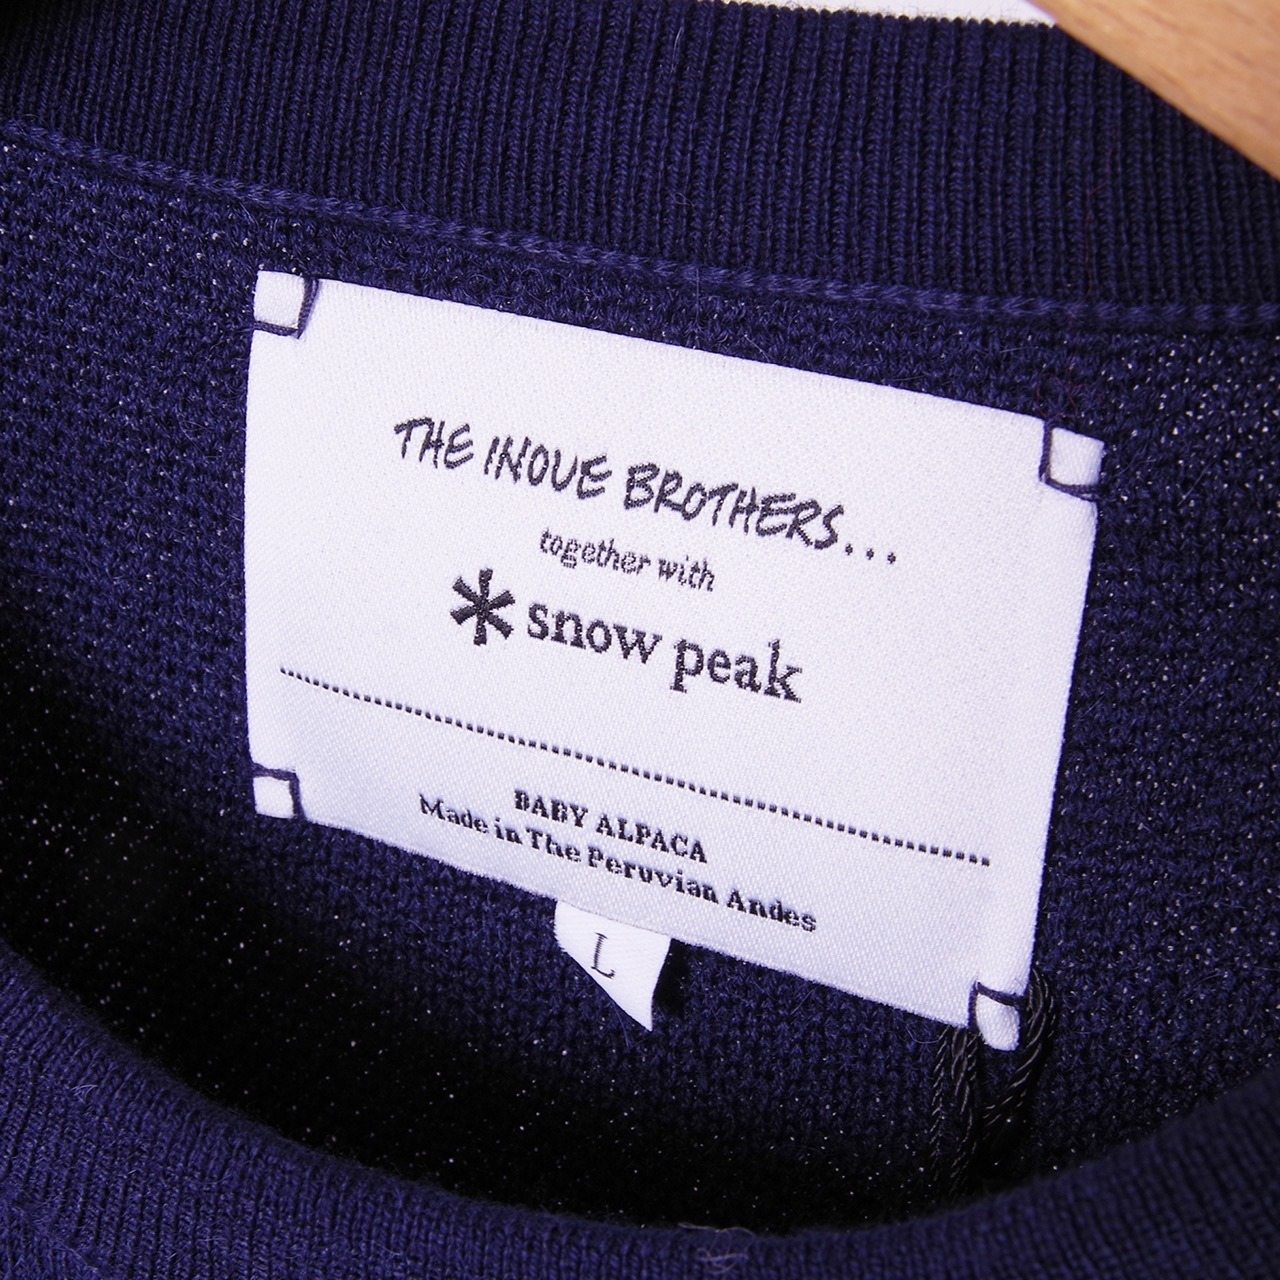 THE INOUE BROTHERS...
together with
snow peak
BABY ALPACA
Made in The Peruvian Andes
L